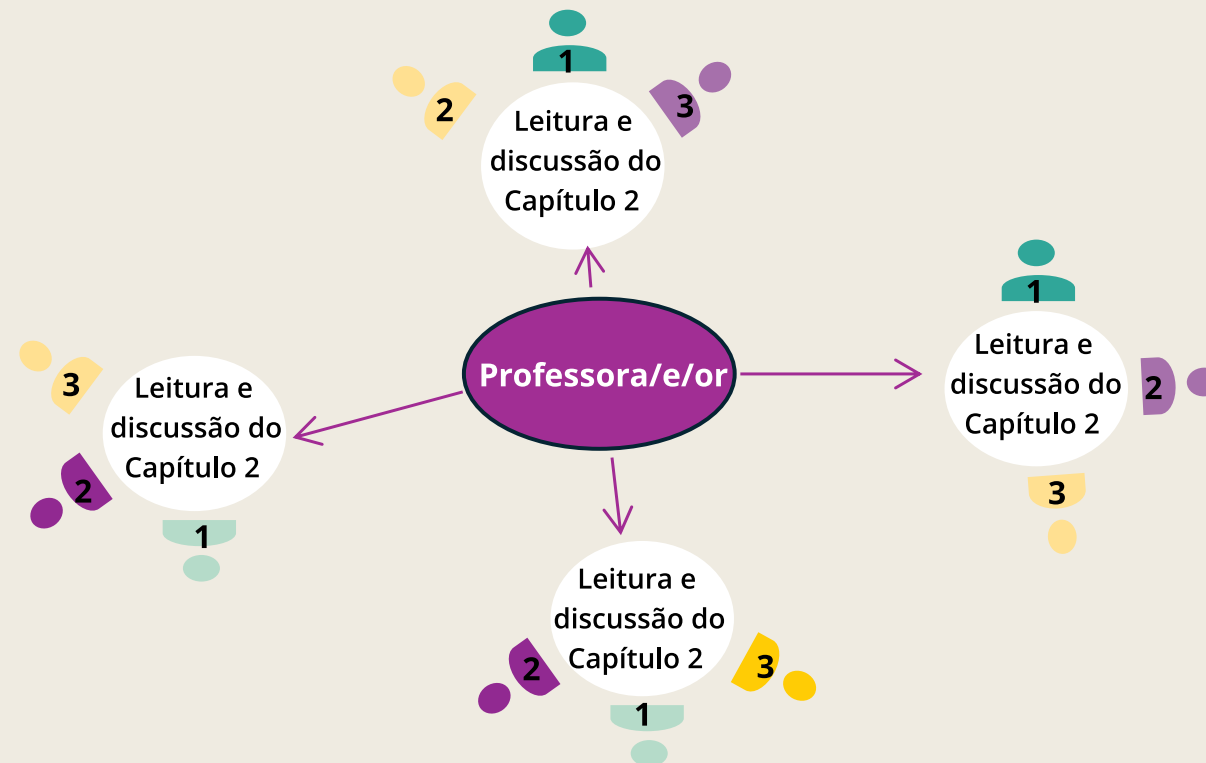 1
2
3
Leitura e
discussão do
Capítulo 2
Professora/e/or
1
Leitura e
discussão do
Capítulo 2
2
3
3
Leitura e
discussão do
Capítulo 2
2
1
Leitura e
discussão do
Capítulo 2
2
3
1